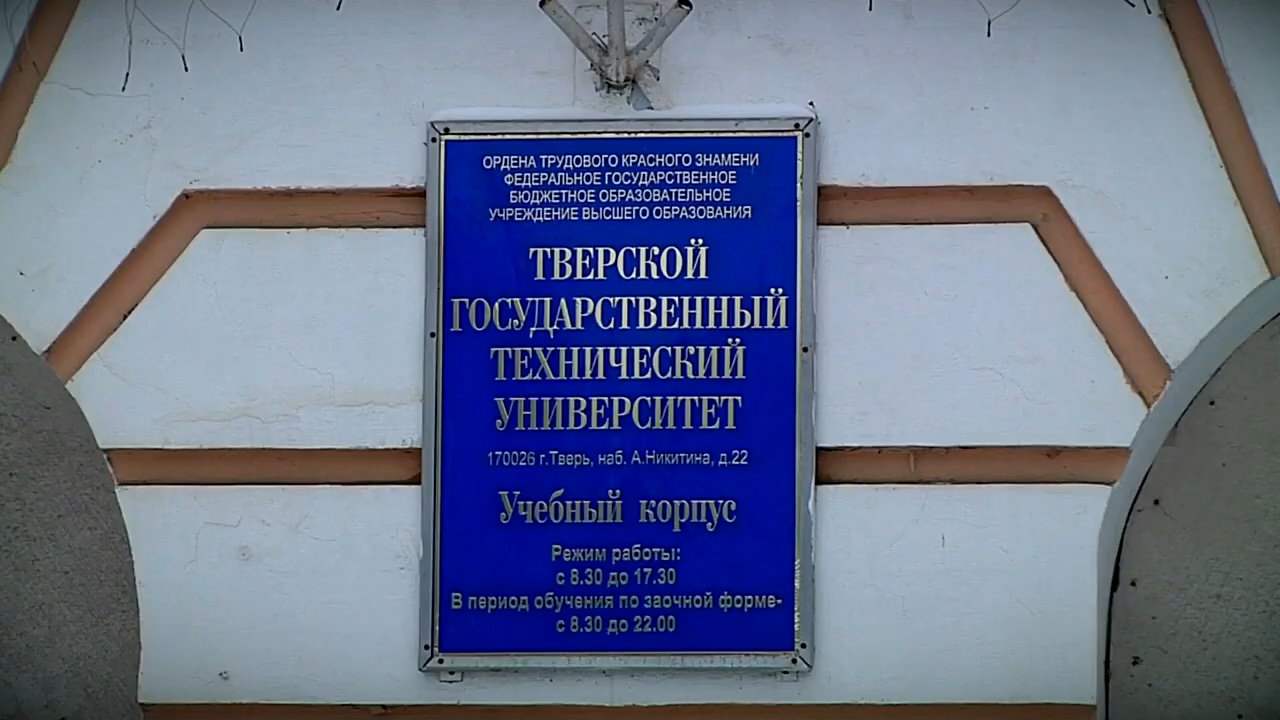 ОРДЕНА ТРУДОВОГО КРАСНОГО ЗНАМЕНИ
ФЕДЕРАЛЬНОЕ ГОСУДАРСТВЕННОЕ
БЮДЖЕТНОЕ ОБРАЗОВАТЕЛЬНОЕ
УЧРЕЖДЕНИЕ ВЫСШЕГО ОБРАЗОВАНИЯ
ТВЕРСКОЙ
ГОСУДАРСТВЕННЫЙ
ТЕХНИЧЕСКИЙ
УНИВЕРСИТЕТ
170026 г.Тверь, наб. А.Никитина, д.22
Учебный корпус
Режим работы:
с 8.30 до 17.30
В период обучения по заочной форме-
с 8.30 до 22.00